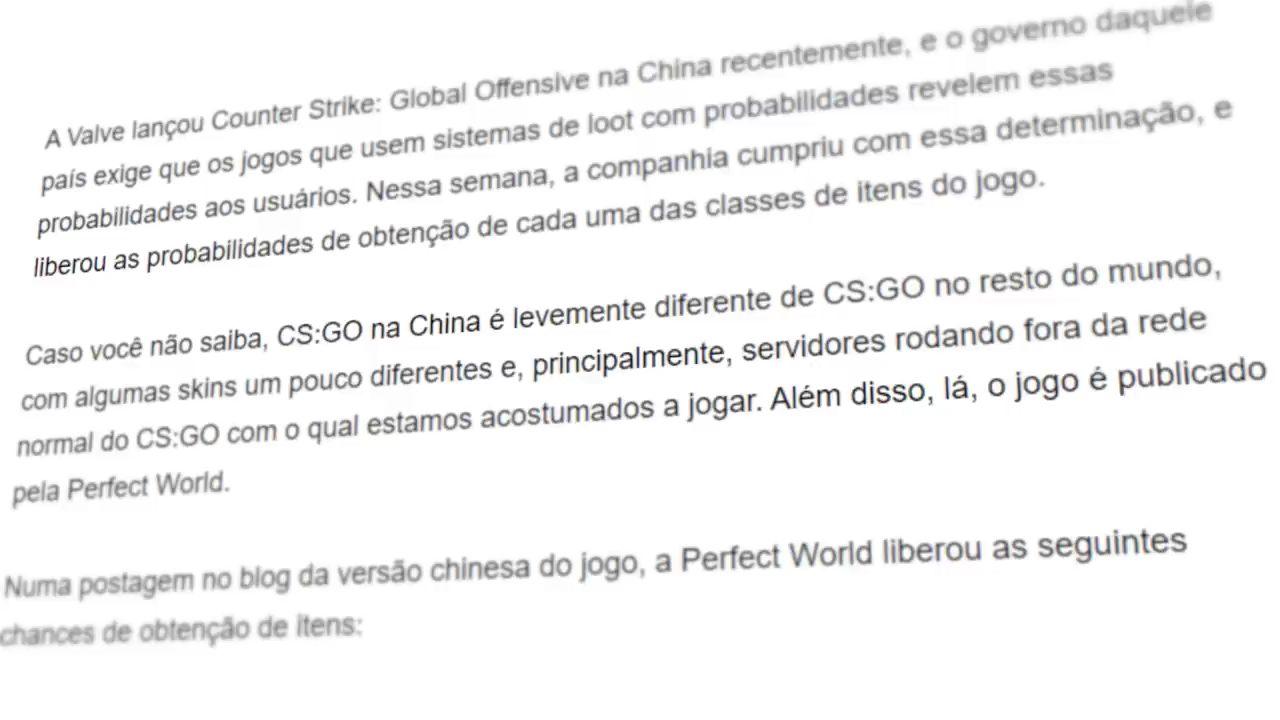 A Valve lançou Counter Strike: Global Offensive na China recentemente, e o governo daquele
país exige que os jogos que usem sistemas de loot com probabilidades revelem essas
probabilidades aos usuários. Nessa semana, a companhia cumpriu com essa determinação, e
liberou as probabilidades de obtenção de cada uma das classes de itens do jogo.
Caso você não saiba, CS:GO na China é levemente diferente de CS:GO no resto do mundo,
com algumas skins um pouco diferentes e, principalmente, servidores rodando fora da rede
normal do CS:GO com o qual estamos acostumados a jogar. Além disso, lá, o jogo é publicado
pela Perfect World.
Numa postagem no blog da versão chinesa do jogo, a Perfect World liberou as seguintes
chances de obtenção de itens: